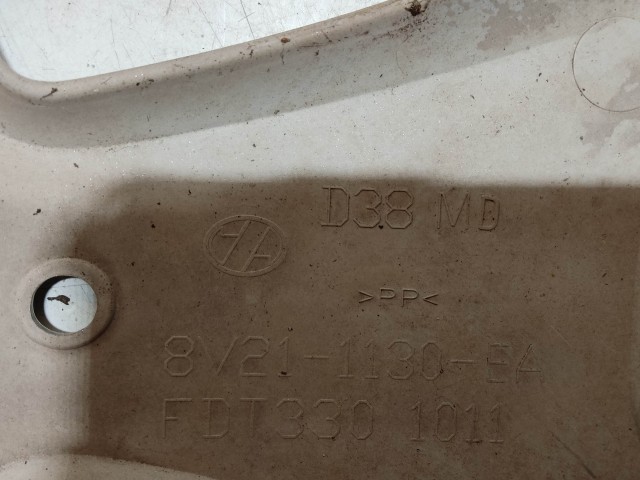 D38 MD
>PP<
8V21-1130-EA
FDT330 1011